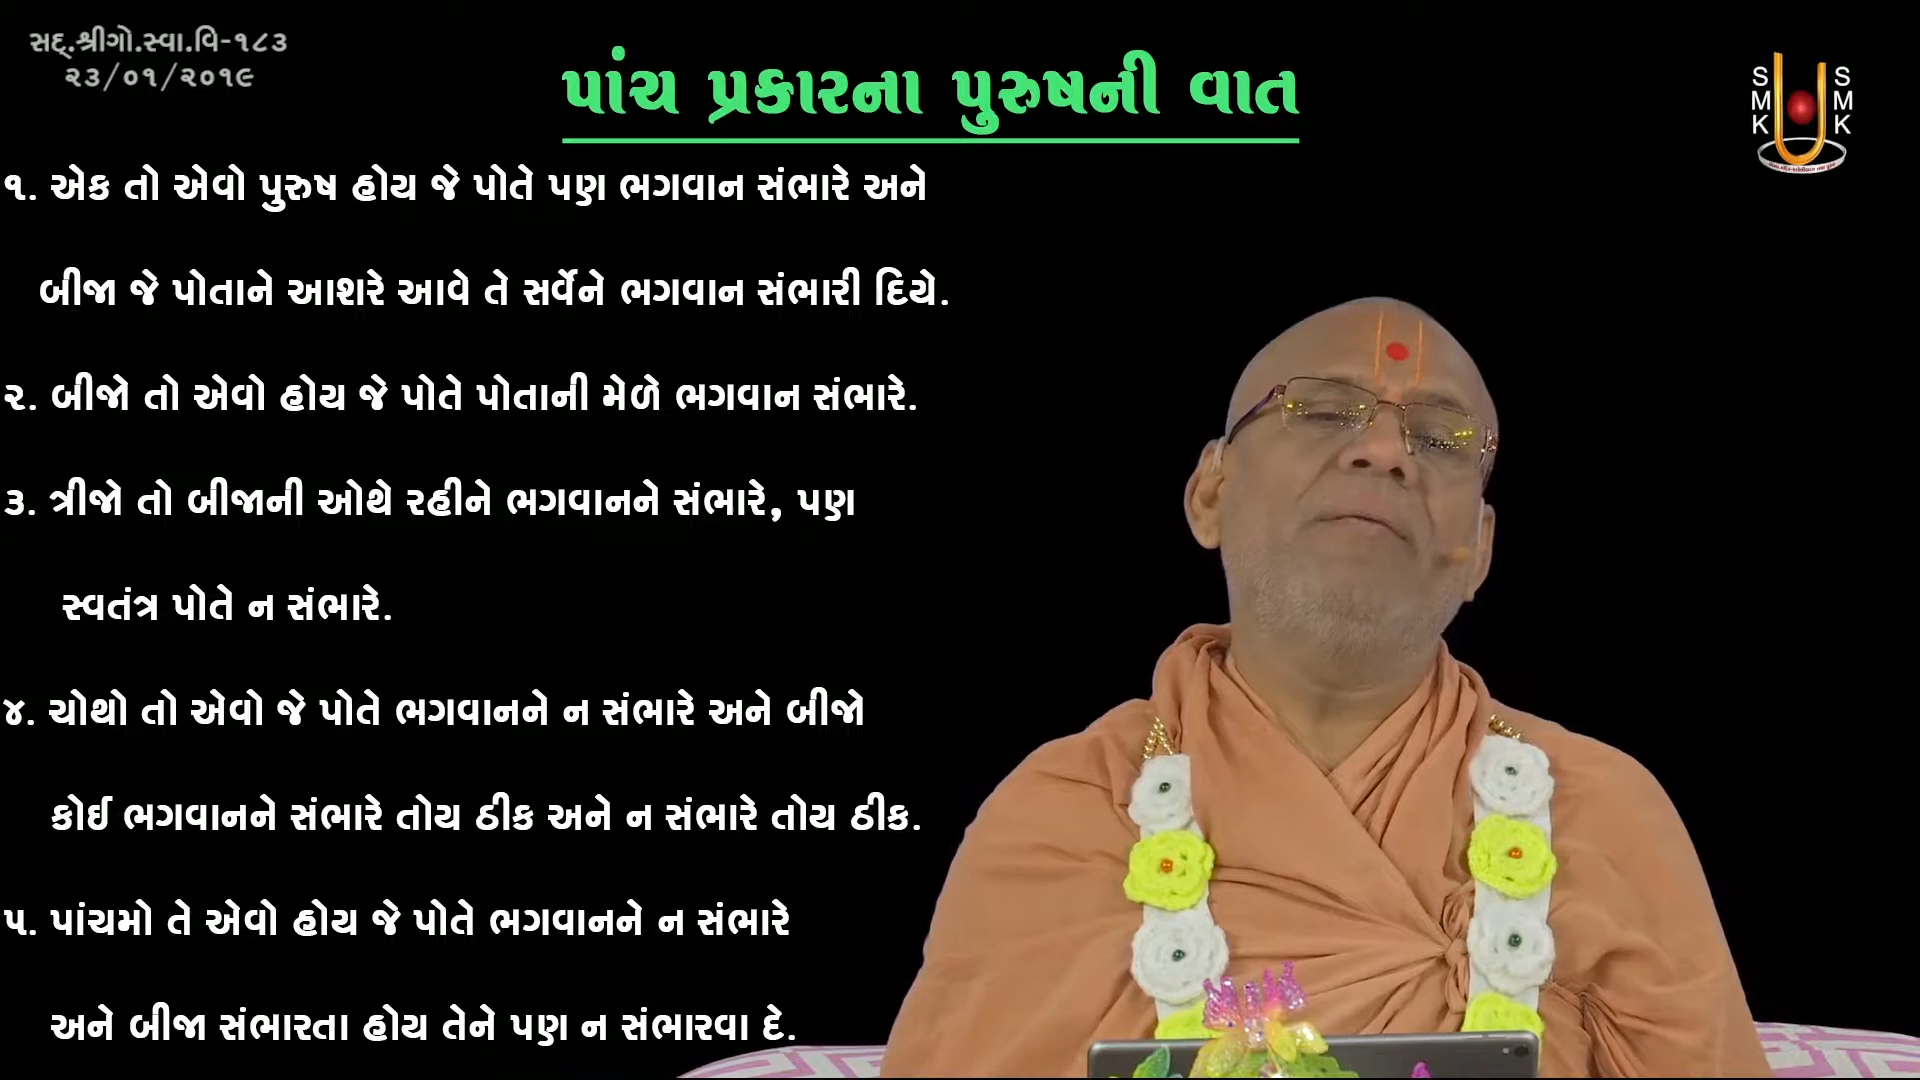 સદ્.શ્રીગો.સ્વા.વિ-૧૮૩
૨૩/૦૧/૨૦૧૯
પાંચ પ્રકારના પુરુષની વાત
SMK
SMK
૧. એક તો એવો પુરુષ હોય જે પોતે પણ ભગવાન સંભારે અને
બીજા જે પોતાને આશરે આવે તે સર્વેને ભગવાન સંભારી દિયે.
૨. બીજો તો એવો હોય જે પોતે પોતાની મેળે ભગવાન સંભારે.
૩. ત્રીજો તો બીજાની ઓથે રહીને ભગવાનને સંભારે, પણ
સ્વતંત્ર પોતે ન સંભારે.
૪. ચોથો તો એવો જે પોતે ભગવાનને ન સંભારે અને બીજો
કોઈ ભગવાનને સંભારે તોય ઠીક અને ન સંભારે તોય ઠીક.
૫. પાંચમો તે એવો હોય જે પોતે ભગવાનને ન સંભારે
અને બીજા સંભારતા હોય તેને પણ ન સંભારવા દે.